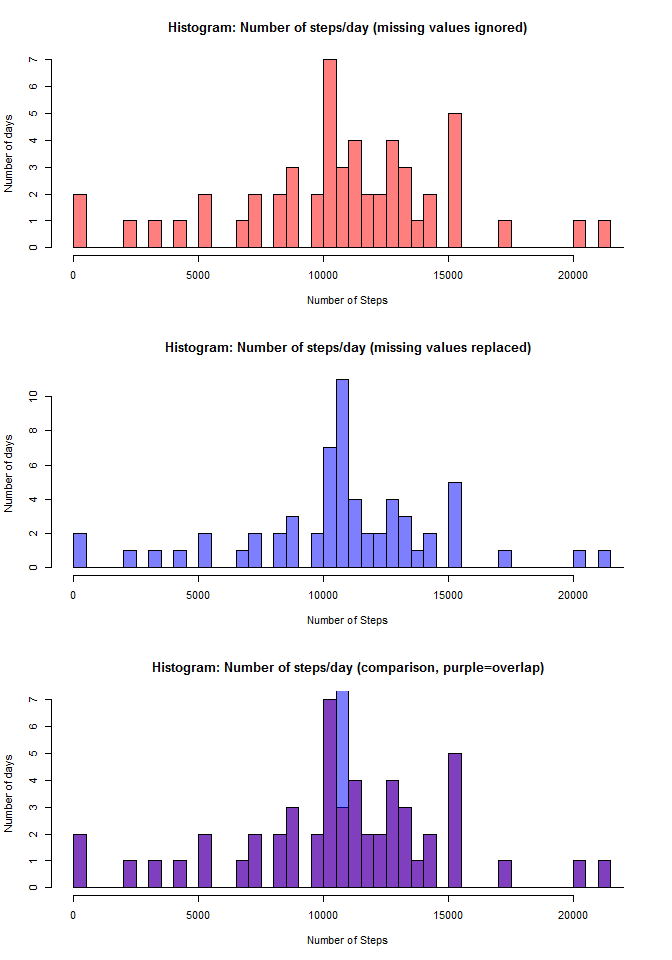 Histogram: Number of steps/day (missing values ignored)
Number of days
7
6
5
4
3
2
1
0
0 5000 10000 15000 20000
Number of Steps
Histogram: Number of steps/day (missing values replaced)
Number of days
10
8
6
4
2
0
0 5000 10000 15000 20000
Number of Steps
Histogram: Number of steps/day (comparison, purple=overlap)
Number of days
7
6
5
4
3
2
1
0
0 5000 10000 15000 20000
Number of Steps